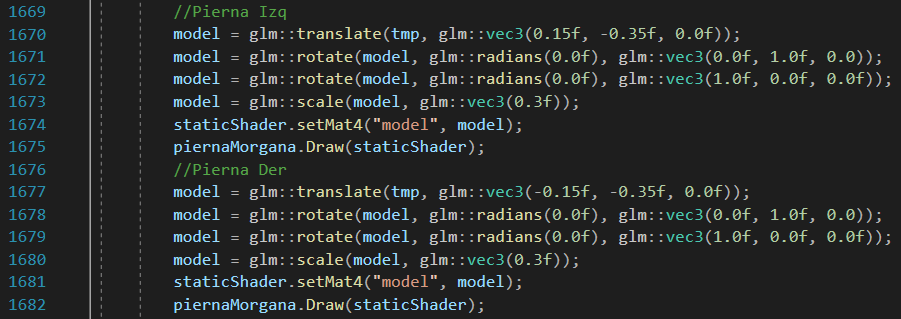 1669 //Pierna Izq
1670 model = glm::translate(tmp, glm::vec3(0.15f, -0.35f, 0.0f));
1671 model = glm::rotate(model, glm::radians(0.0f), glm::vec3(0.0f, 1.0f, 0.0));
1672 model = glm::rotate(model, glm::radians(0.0f), glm::vec3(1.0f, 0.0f, 0.0f));
1673 model = glm::scale(model, glm::vec3(0.3f));
1674 staticShader.setMat4("model", model);
1675 piernaMorgana.Draw(staticShader);
1676 //Pierna Der
1677 model = glm::translate(tmp, glm::vec3(-0.15f, -0.35f, 0.0f));
1678 model = glm::rotate(model, glm::radians(0.0f), glm::vec3(0.0f, 1.0f, 0.0));
1679 model = glm::rotate(model, glm::radians(0.0f), glm::vec3(1.0f, 0.0f, 0.0f));
1680 model = glm::scale(model, glm::vec3(0.3f));
1681 staticShader.setMat4("model", model);
1682 piernaMorgana.Draw(staticShader);